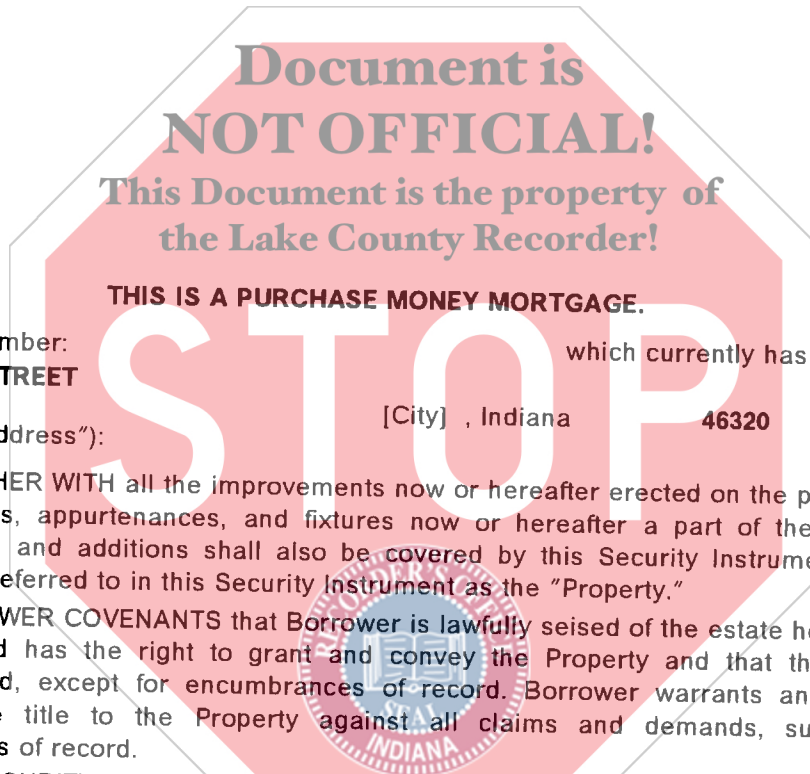 Document is
NOT OFFICIAL!
This Document is the property of
the Lake County Recorder!
THIS IS A PURCHASE MONEY MORTGAGE.
mber:
which currently has
TREET
[City] , Indiana 46320
ddress"):
HER WITH all the improvements now or hereafter erected on the p
s, appurtenances, and fixtures now or hereafter a part of the
and additions shall also be covered by this Security Instrume
eferred to in this Security Instrument as the "Property."
WER COVENANTS that Borrower is lawfully seised of the estate he
d has the right to grant and convey the Property and that th
d, except for encumbrances of record. Borrower warrants an
e title to the Property against all claims and demands, su
s of record.
STOP
SEAL
INDIANA